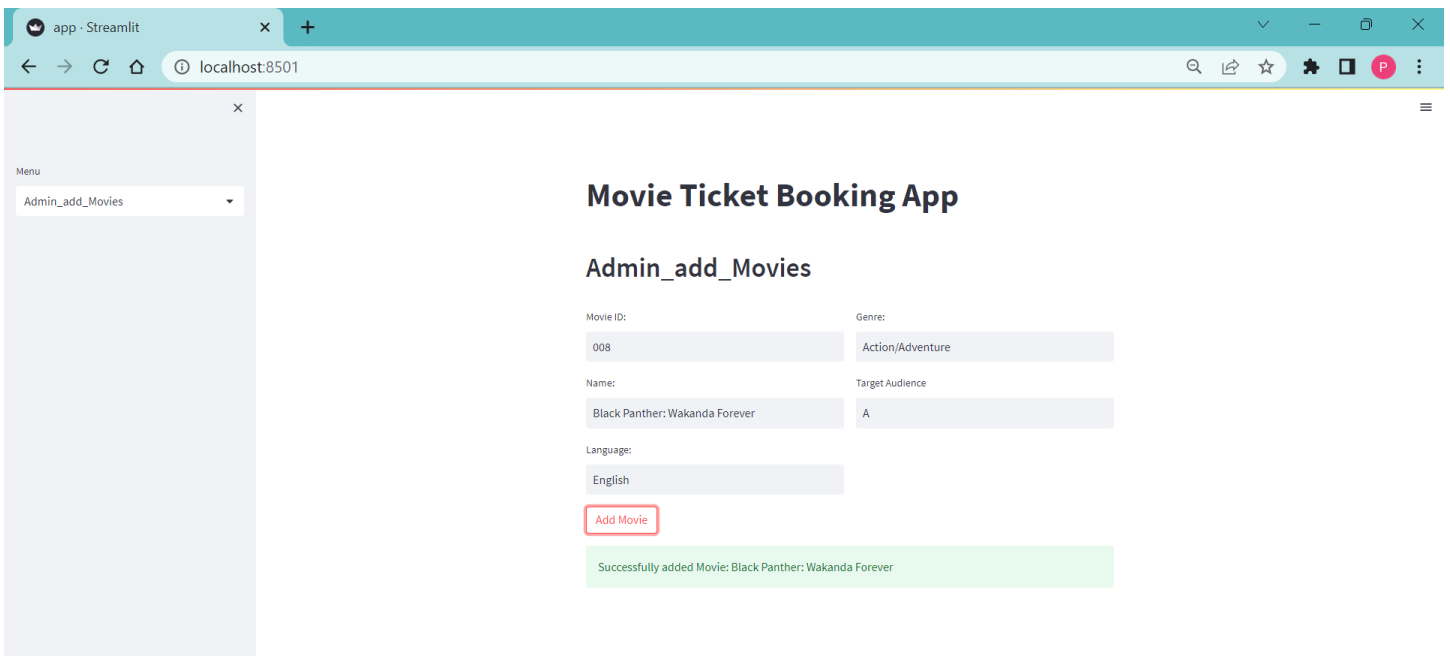 app · Streamlit
localhost:8501
P
Menu
Admin_add_Movies
Movie Ticket Booking App
Admin_add_Movies
Movie ID:
Genre:
008
Action/Adventure
Name:
Target Audience
Black Panther: Wakanda Forever
A
Language:
English
Add Movie
Successfully added Movie: Black Panther: Wakanda Forever